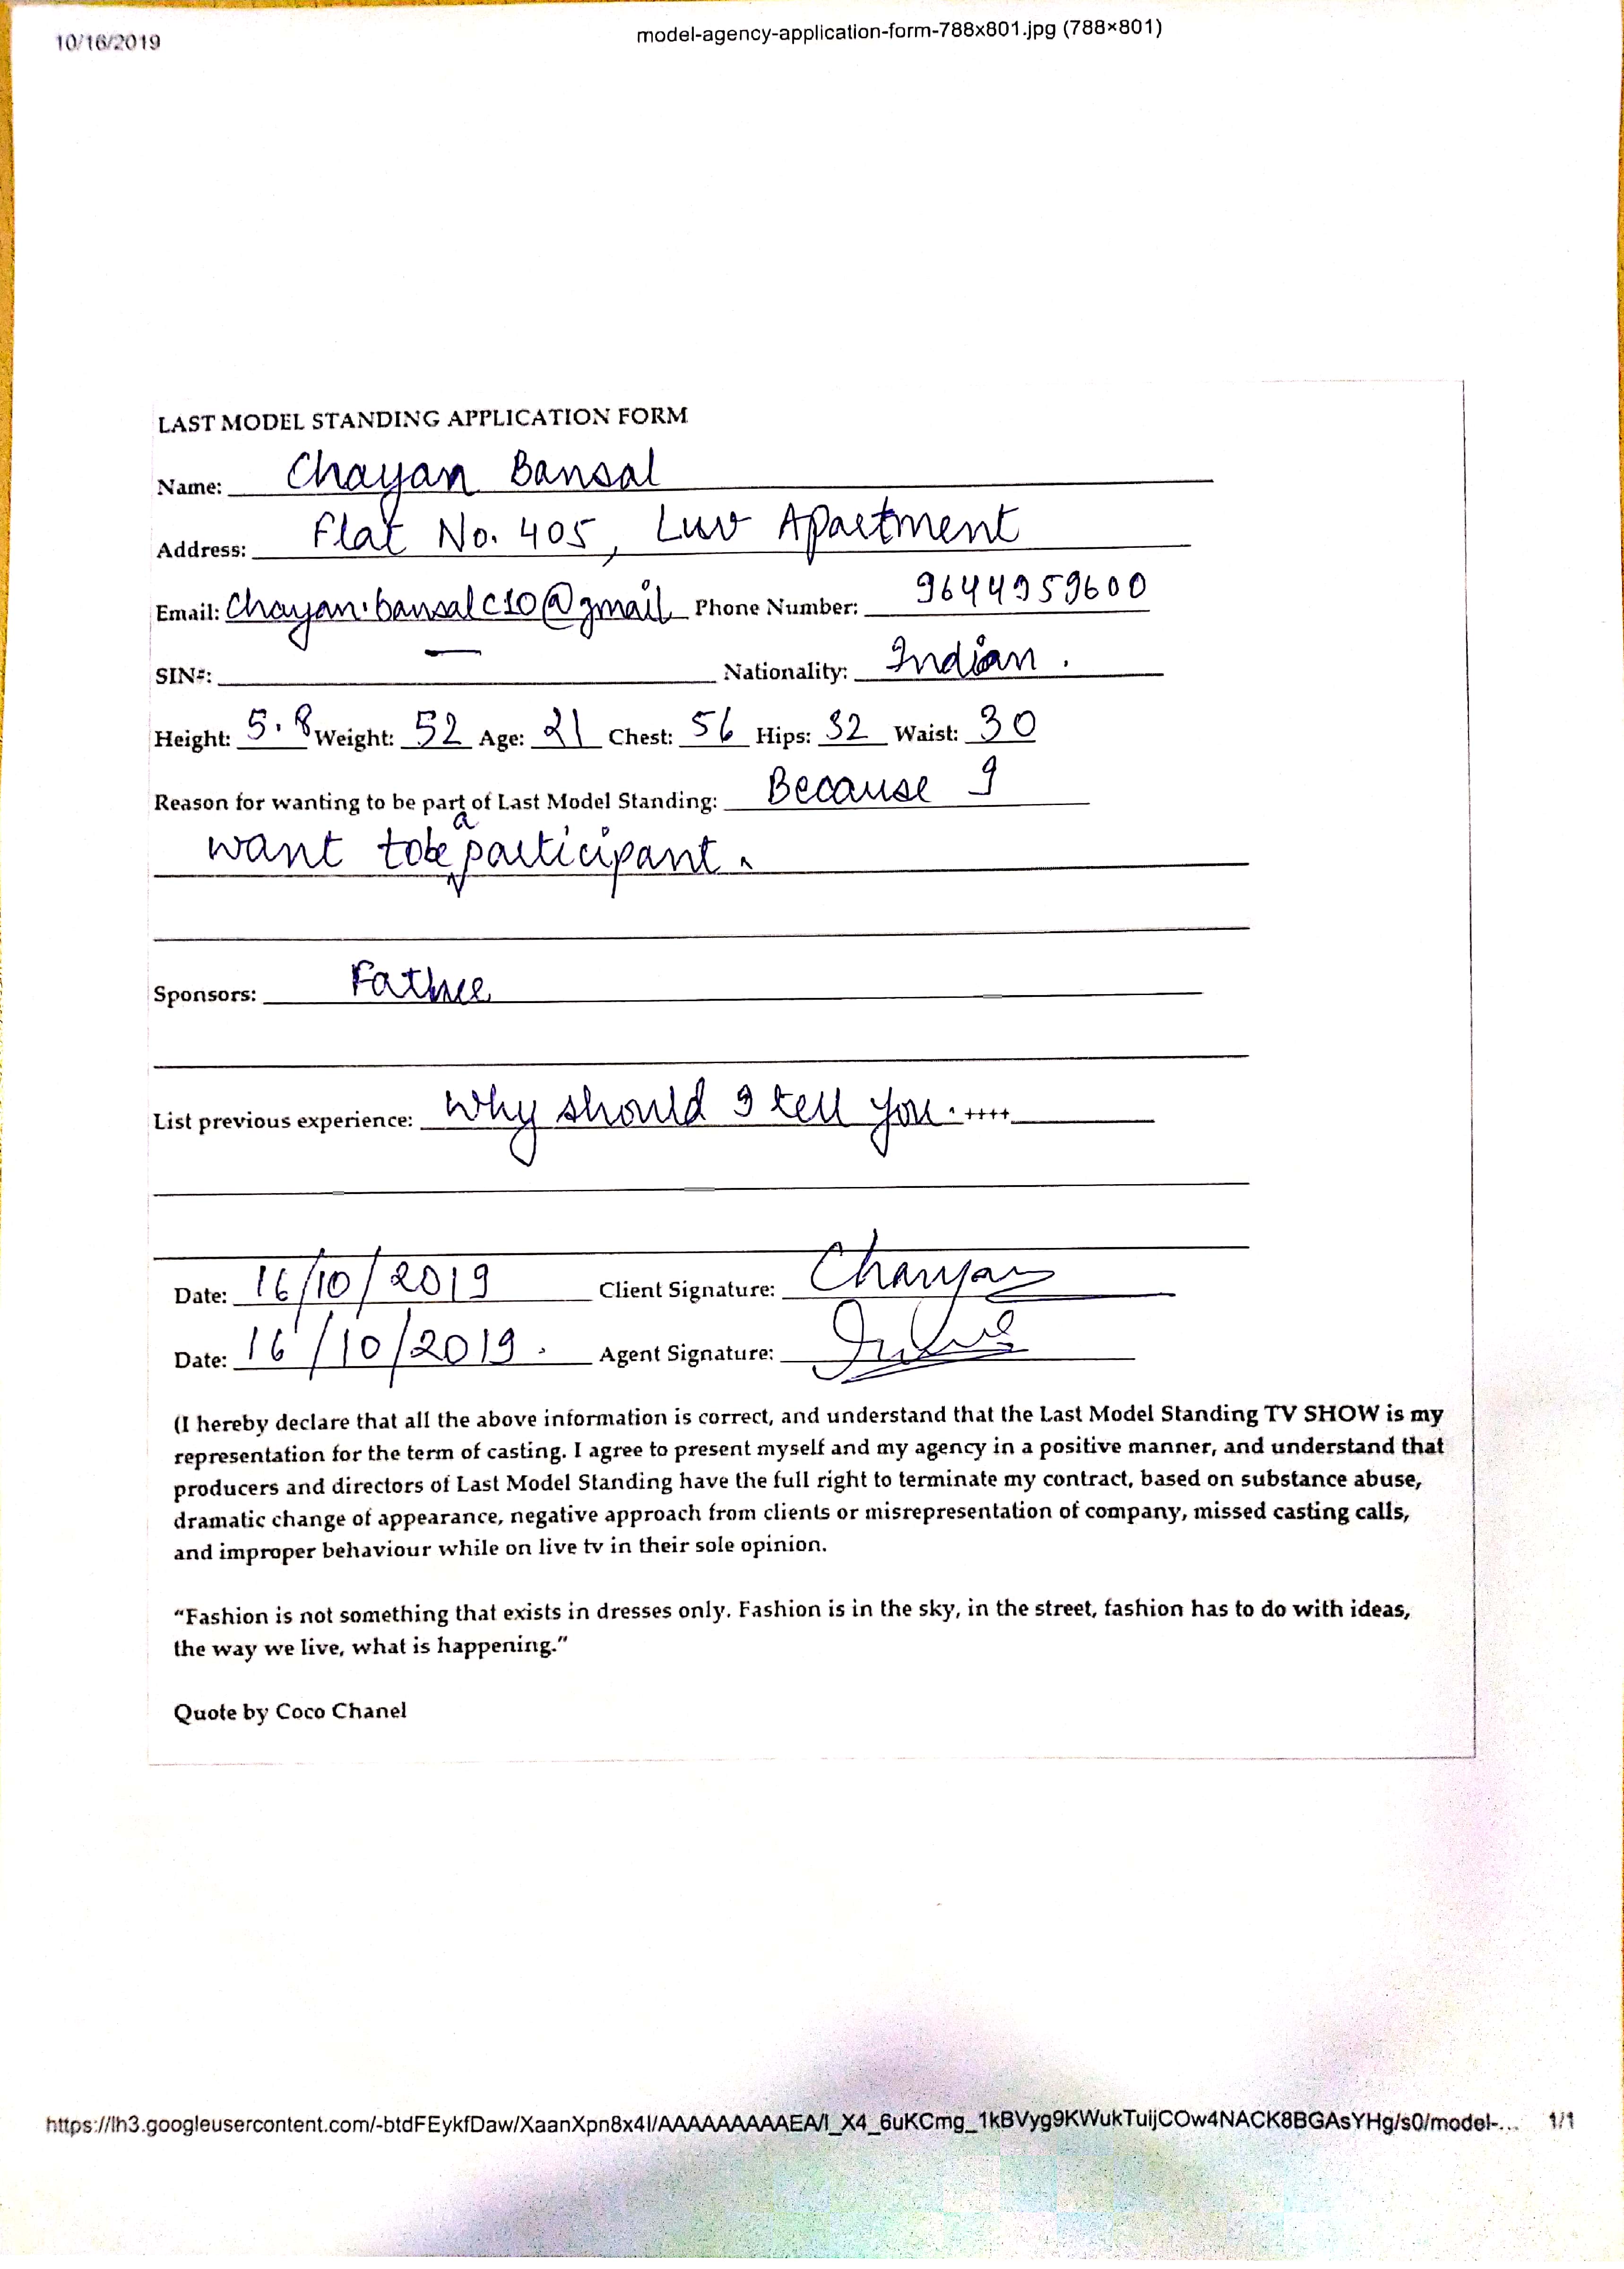 10/16/2019 model-agency-application-form-788x801.jpg (788×801)
LAST MODEL STANDING APPLICATION FORM
Name: Chayan Bansal
Address: Flat No. 405, Luv Apartment
Email: Chayan.bansalc10@gmail Phone Number: 9644959600
SIN#: — Nationality: Indian.
Height: 5.8 Weight: 52 Age: 21 Chest: 56 Hips: 32 Waist: 30
Reason for wanting to be part of Last Model Standing: Because I
want tobe a participant.
Sponsors: Father
List previous experience: Why should I tell you. ++++
Date: 16/10/2019 Client Signature: Chayan
Date: 16/10/2019. Agent Signature:
(I hereby declare that all the above information is correct, and understand that the Last Model Standing TV SHOW is my
representation for the term of casting. I agree to present myself and my agency in a positive manner, and understand that
producers and directors of Last Model Standing have the full right to terminate my contract, based on substance abuse,
dramatic change of appearance, negative approach from clients or misrepresentation of company, missed casting calls,
and improper behaviour while on live tv in their sole opinion.
“Fashion is not something that exists in dresses only. Fashion is in the sky, in the street, fashion has to do with ideas,
the way we live, what is happening.”
Quote by Coco Chanel
https://lh3.googleusercontent.com/-btdFEykfDaw/XaanXpn8x4I/AAAAAAAAAEA/I_X4_6uKCmg_1kBVyg9KWukTuijCOw4NACK8BGAsYHg/s0/model-... 1/1